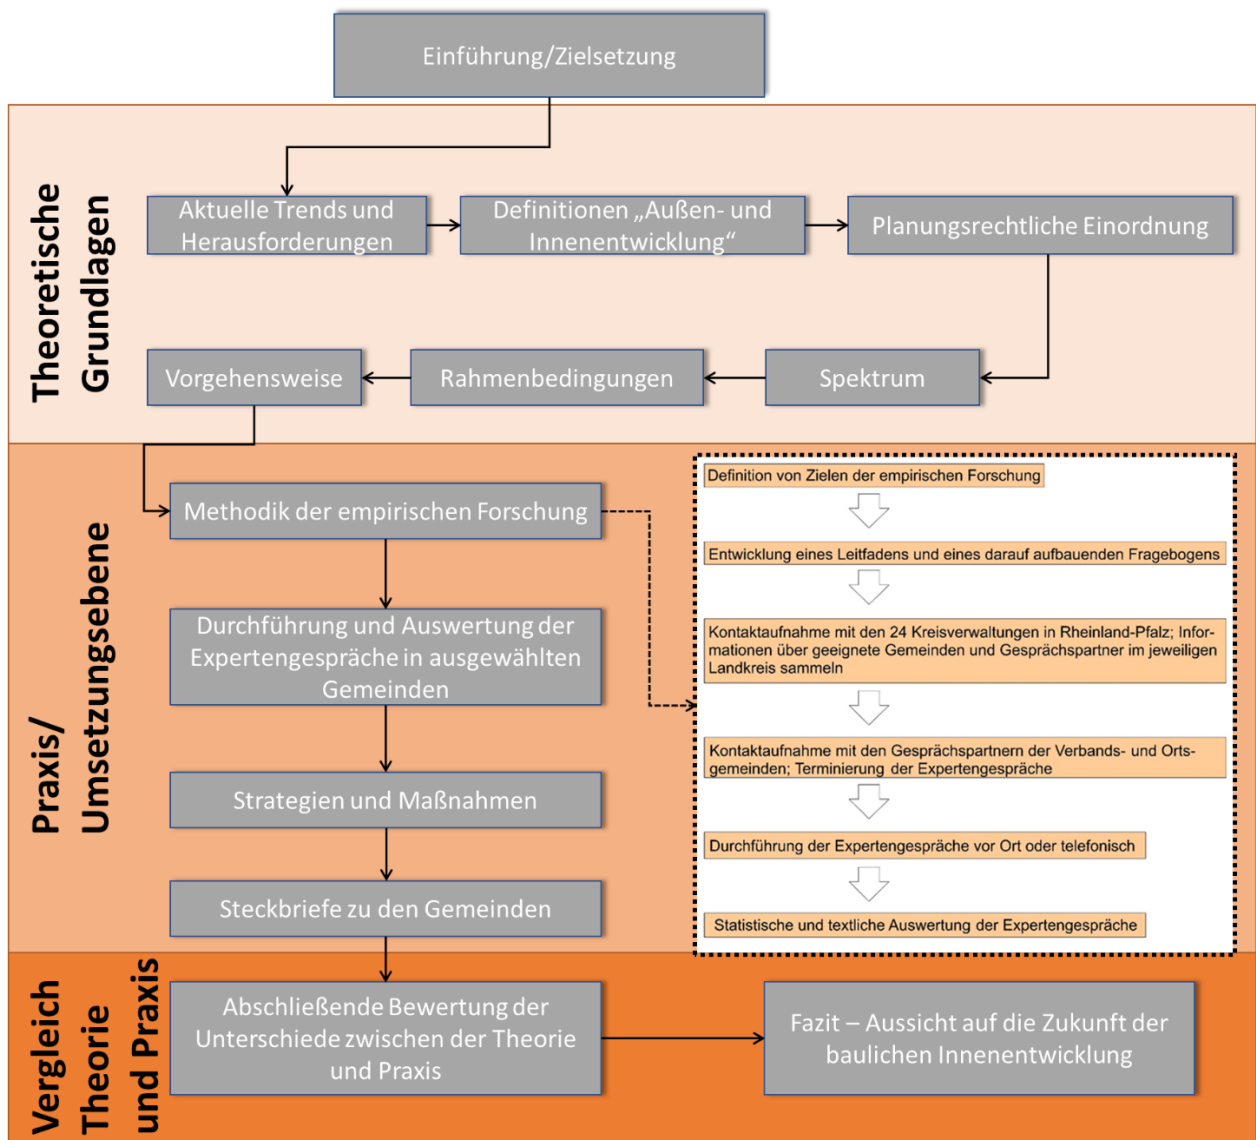 Einführung/Zielsetzung
Theoretische
Grundlagen
Aktuelle Trends und
Herausforderungen
Definitionen „Außen- und
Innenentwicklung“
Planungsrechtliche Einordnung
Spektrum
Rahmenbedingungen
Vorgehensweise
Praxis/
Umsetzungsebene
Methodik der empirischen Forschung
Durchführung und Auswertung der
Expertengespräche in ausgewählten
Gemeinden
Strategien und Maßnahmen
Steckbriefe zu den Gemeinden
Definition von Zielen der empirischen Forschung
Entwicklung eines Leitfadens und eines darauf aufbauenden Fragebogens
Kontaktaufnahme mit den 24 Kreisverwaltungen in Rheinland-Pfalz; Infor-
mationen über geeignete Gemeinden und Gesprächspartner im jeweiligen
Landkreis sammeln
Kontaktaufnahme mit den Gesprächspartnern der Verbands- und Orts-
gemeinden; Terminierung der Expertengespräche
Durchführung der Expertengespräche vor Ort oder telefonisch
Statistische und textliche Auswertung der Expertengespräche
Vergleich
Theorie
und Praxis
Abschließende Bewertung der
Unterschiede zwischen der Theorie
und Praxis
Fazit – Aussicht auf die Zukunft der
baulichen Innenentwicklung